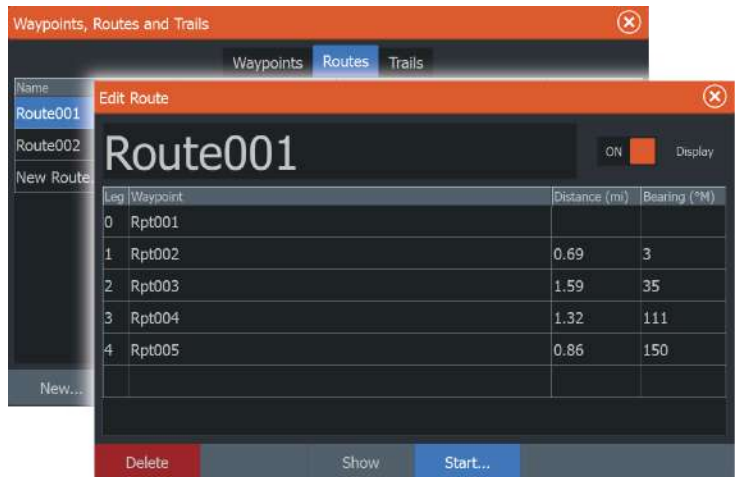 Waypoints, Routes and Trails
Waypoints Routes Trails
Name
Route001
Route002
New Route
New...
Edit Route
Route001
ON Display
Leg Waypoint Distance (mi) Bearing (°M)
0 Rpt001
1 Rpt002 0.69 3
2 Rpt003 1.59 35
3 Rpt004 1.32 111
4 Rpt005 0.86 150
Delete Show Start...